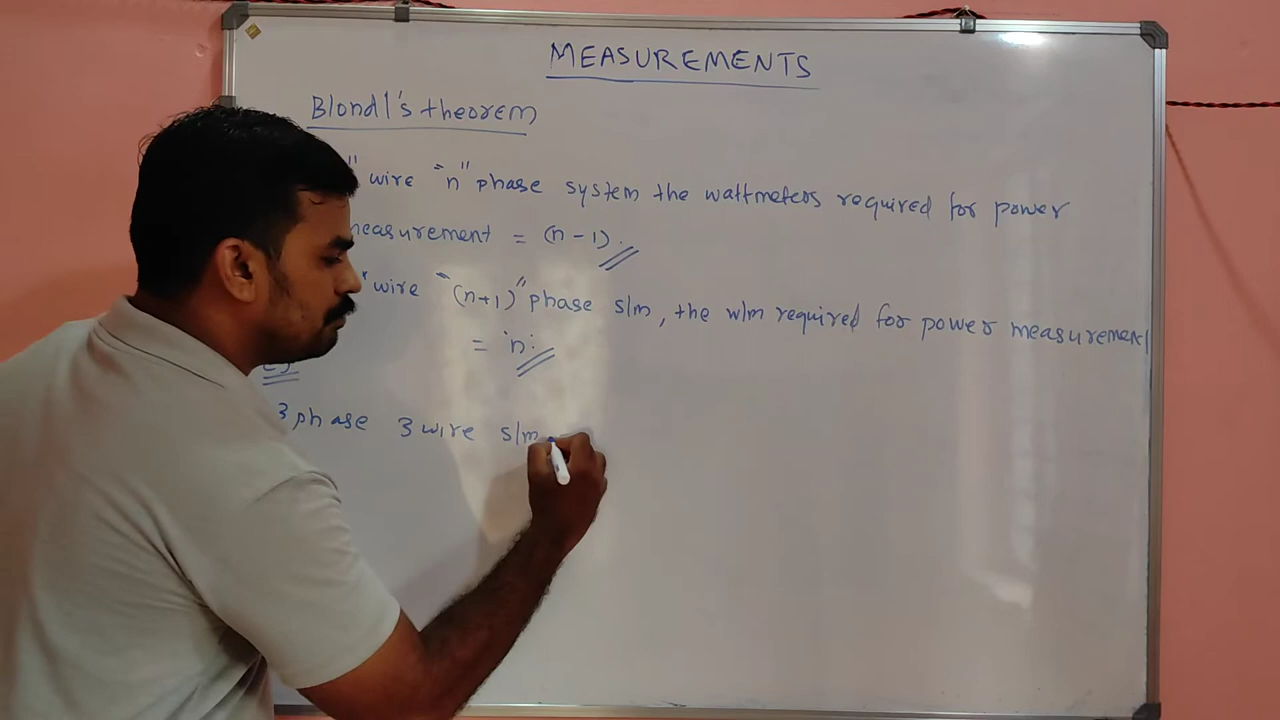 MEASUREMENTS
Blondl's theorem
" wire "n" phase system the wattmeters required for power
measurement = (n-1).
" wire "(n+1)" phase s/m, the w/m required for power measurement
= "n".
3 phase 3 wire s/m